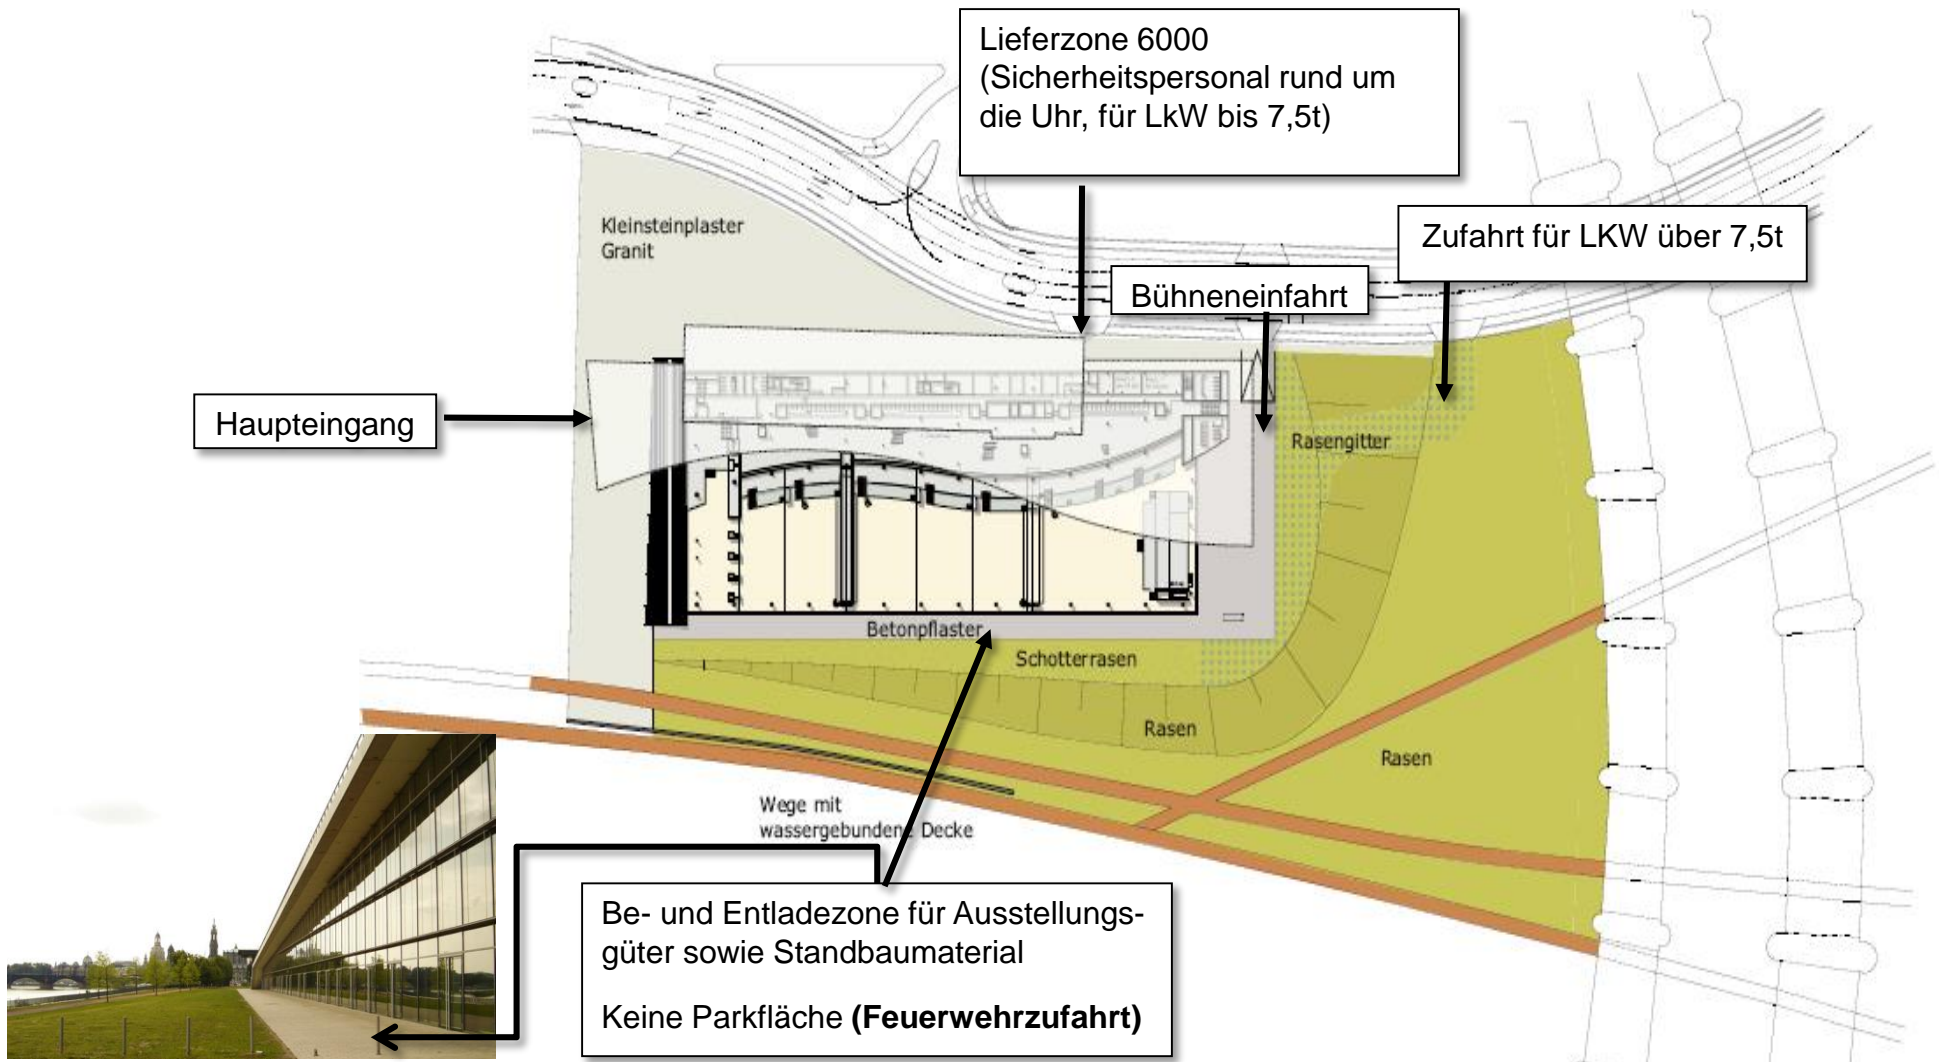 Lieferzone 6000
(Sicherheitspersonal rund um
die Uhr, für LkW bis 7,5t)
Kleinsteinplaster
Granit
Zufahrt für LKW über 7,5t
Bühneneinfahrt
Haupteingang
Rasengitter
Betonpflaster
Schotterrasen
Rasen
Rasen
Wege mit
wassergebundene Decke
Be- und Entladezone für Ausstellungs-
güter sowie Standbaumaterial
Keine Parkfläche (Feuerwehrzufahrt)